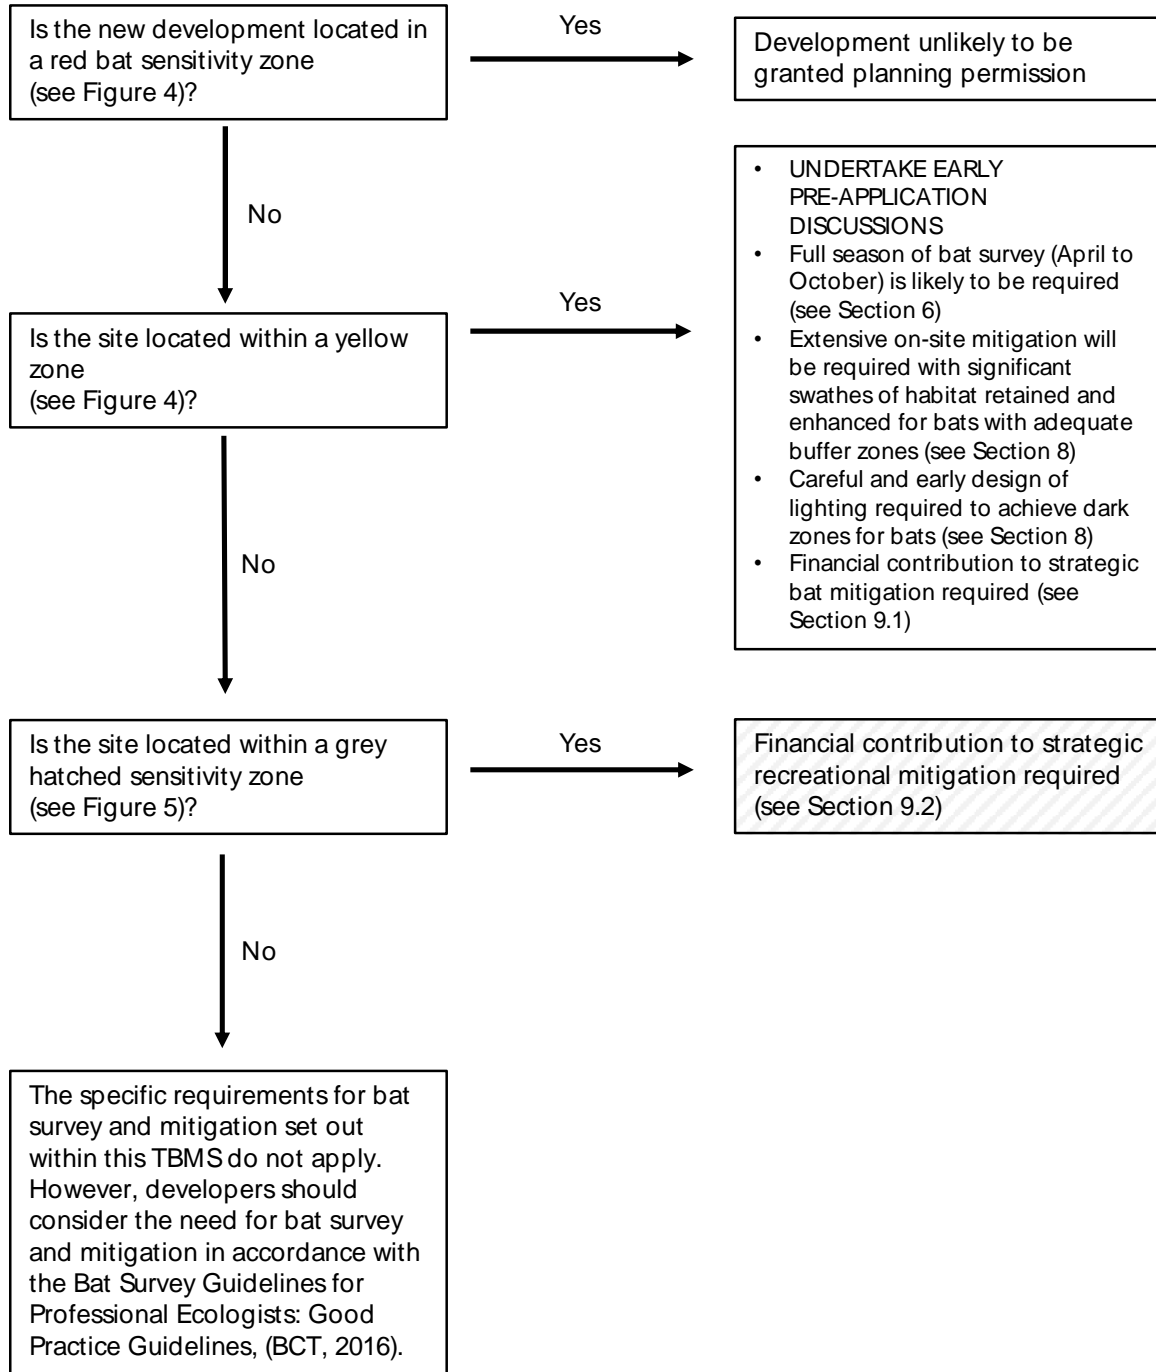 Is the new development located in
a red bat sensitivity zone
(see Figure 4)?
Yes
Development unlikely to be
granted planning permission
No
• UNDERTAKE EARLY
PRE-APPLICATION
DISCUSSIONS
• Full season of bat survey (April to
October) is likely to be required
(see Section 6)
• Extensive on-site mitigation will
be required with significant
swathes of habitat retained and
enhanced for bats with adequate
buffer zones (see Section 8)
• Careful and early design of
lighting required to achieve dark
zones for bats (see Section 8)
• Financial contribution to strategic
bat mitigation required (see
Section 9.1)
Yes
Is the site located within a yellow
zone
(see Figure 4)?
No
Is the site located within a grey
hatched sensitivity zone
(see Figure 5)?
Yes
Financial contribution to strategic
recreational mitigation required
(see Section 9.2)
No
The specific requirements for bat
survey and mitigation set out
within this TBMS do not apply.
However, developers should
consider the need for bat survey
and mitigation in accordance with
the Bat Survey Guidelines for
Professional Ecologists: Good
Practice Guidelines, (BCT, 2016).